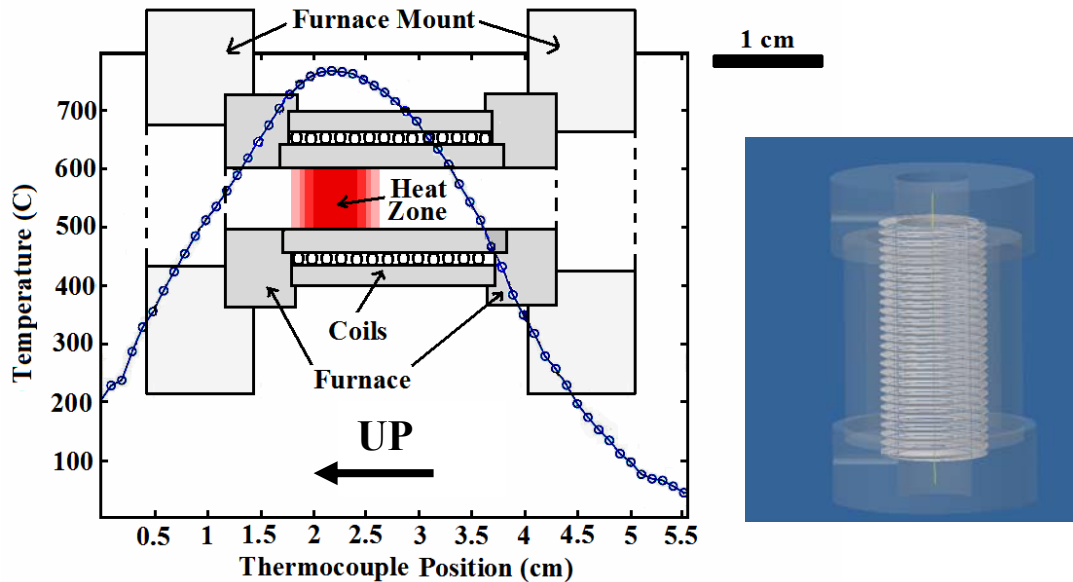 Furnace Mount
1 cm
700
600
500
400
300
200
100
Temperature (C)
Heat
Zone
Coils
Furnace
UP
0.5 1 1.5 2 2.5 3 3.5 4 4.5 5 5.5
Thermocouple Position (cm)